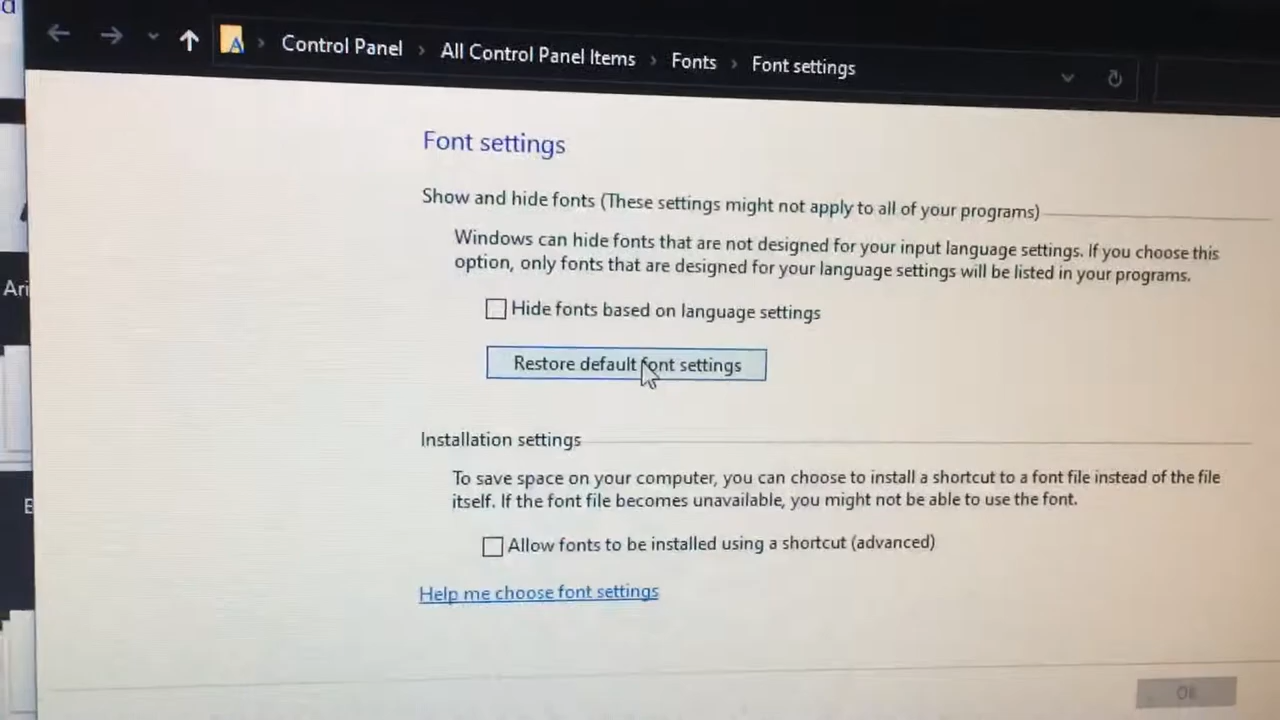 Control Panel > All Control Panel Items > Fonts > Font settings
Font settings
Show and hide fonts (These settings might not apply to all of your programs)
Windows can hide fonts that are not designed for your input language settings. If you choose this
option, only fonts that are designed for your language settings will be listed in your programs.
Hide fonts based on language settings
Restore default font settings
Ari
Installation settings
To save space on your computer, you can choose to install a shortcut to a font file instead of the file
itself. If the font file becomes unavailable, you might not be able to use the font.
Allow fonts to be installed using a shortcut (advanced)
Help me choose font settings
OK